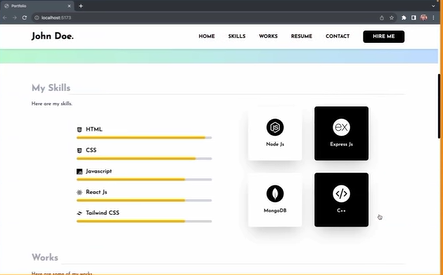 Portfolio
localhost:5173
John Doe.
HOME SKILLS WORKS RESUME CONTACT HIRE ME
My Skills
Here are my skills.
HTML
CSS
Javascript
React Js
Tailwind CSS
Node Js
Express Js
MongoDB
C++
Works
Here are some of my works